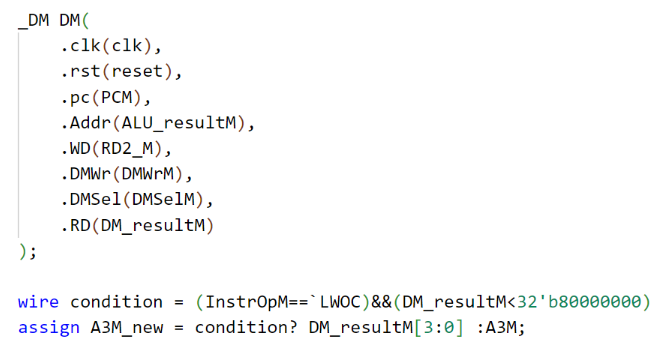 _DM DM(
.clk(clk),
.rst(reset),
.pc(PCM),
.Addr(ALU_resultM),
.WD(RD2_M),
.DMWr(DMWrM),
.DMSel(DMSelM),
.RD(DM_resultM)
);
wire condition = (InstrOpM==`LWOC)&&(DM_resultM<32'b80000000)
assign A3M_new = condition? DM_resultM[3:0] :A3M;